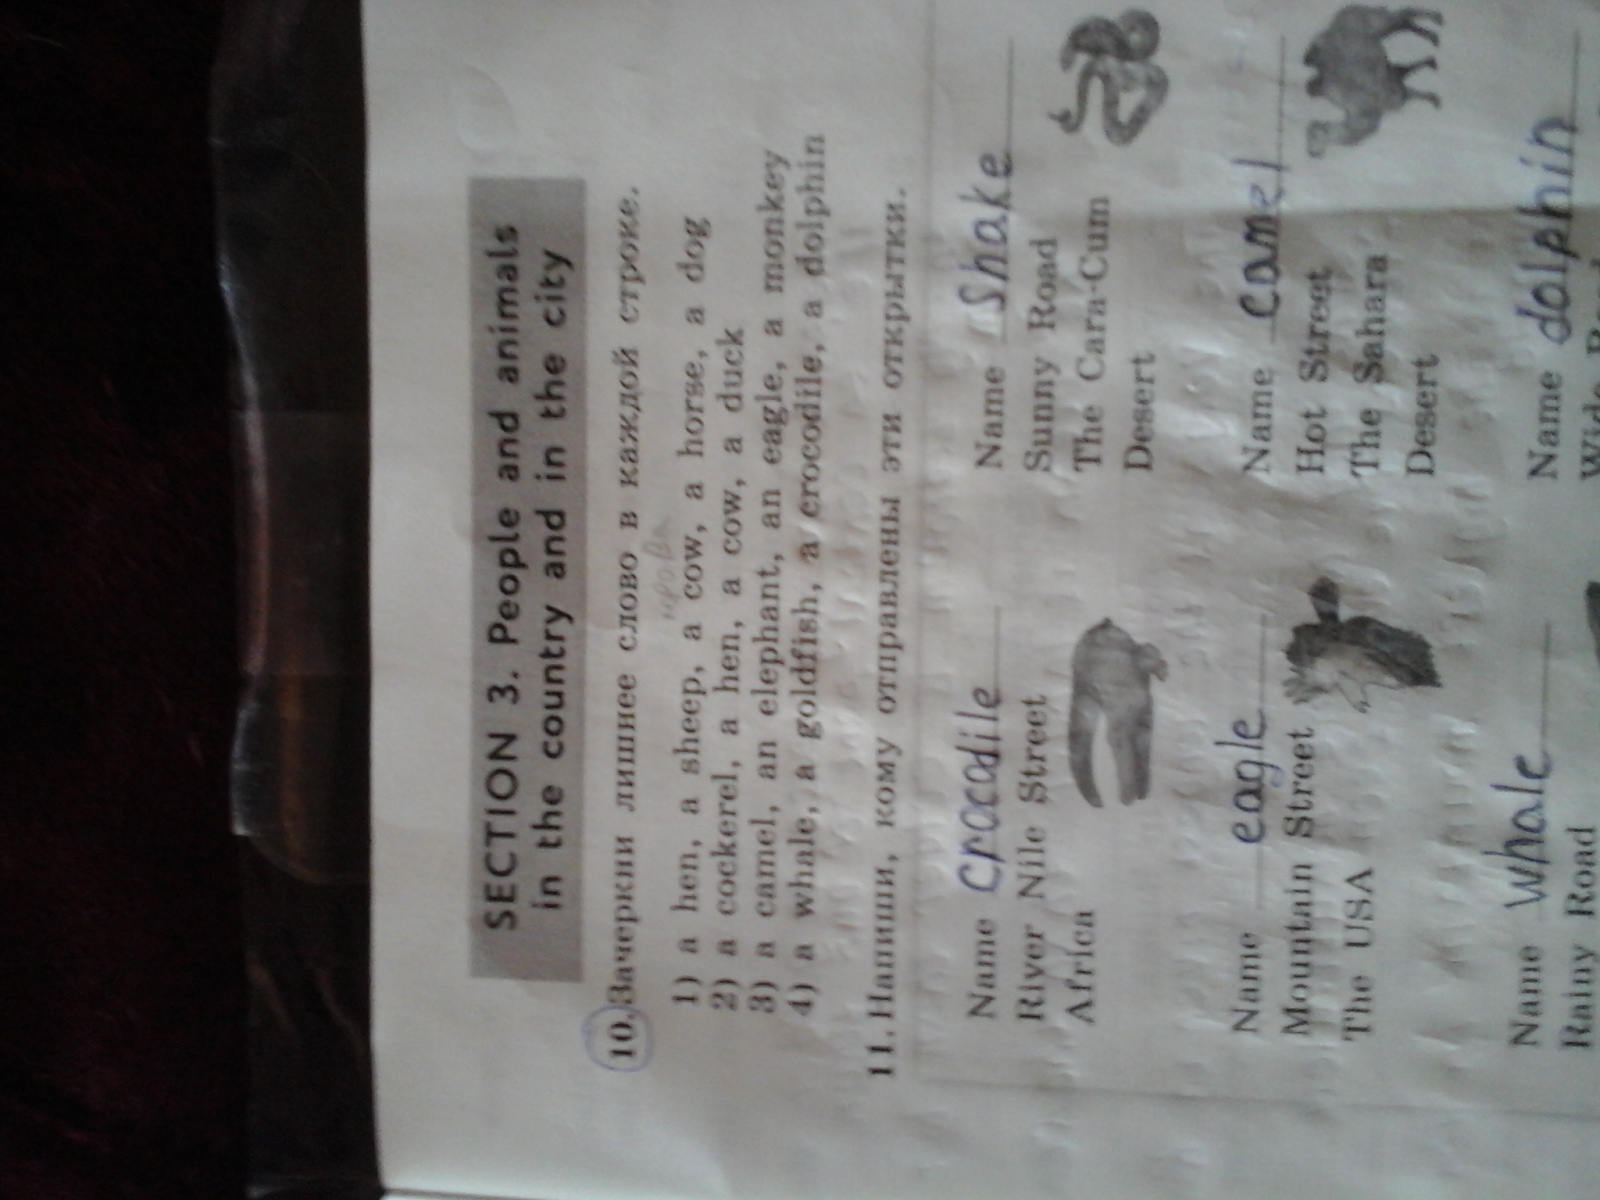 SECTION 3. People and animals
in the country and in the city
10. Зачеркни лишнее слово в каждой строке.
1) a hen, a sheep, a cow, a horse, a dog
2) a cockerel, a hen, a cow, a duck
3) a camel, an elephant, an eagle, a monkey
4) a whale, a goldfish, a crocodile, a dolphin
11. Напиши, кому отправлены эти открытки.
Name crocodile
River Nile Street
Africa
Name snake
Sunny Road
The Cara-Cum
Desert
Name eagle
Mountain Street
The USA
Name camel
Hot Street
The Sahara
Desert
Name whale
Rainy Road
Name dolphin